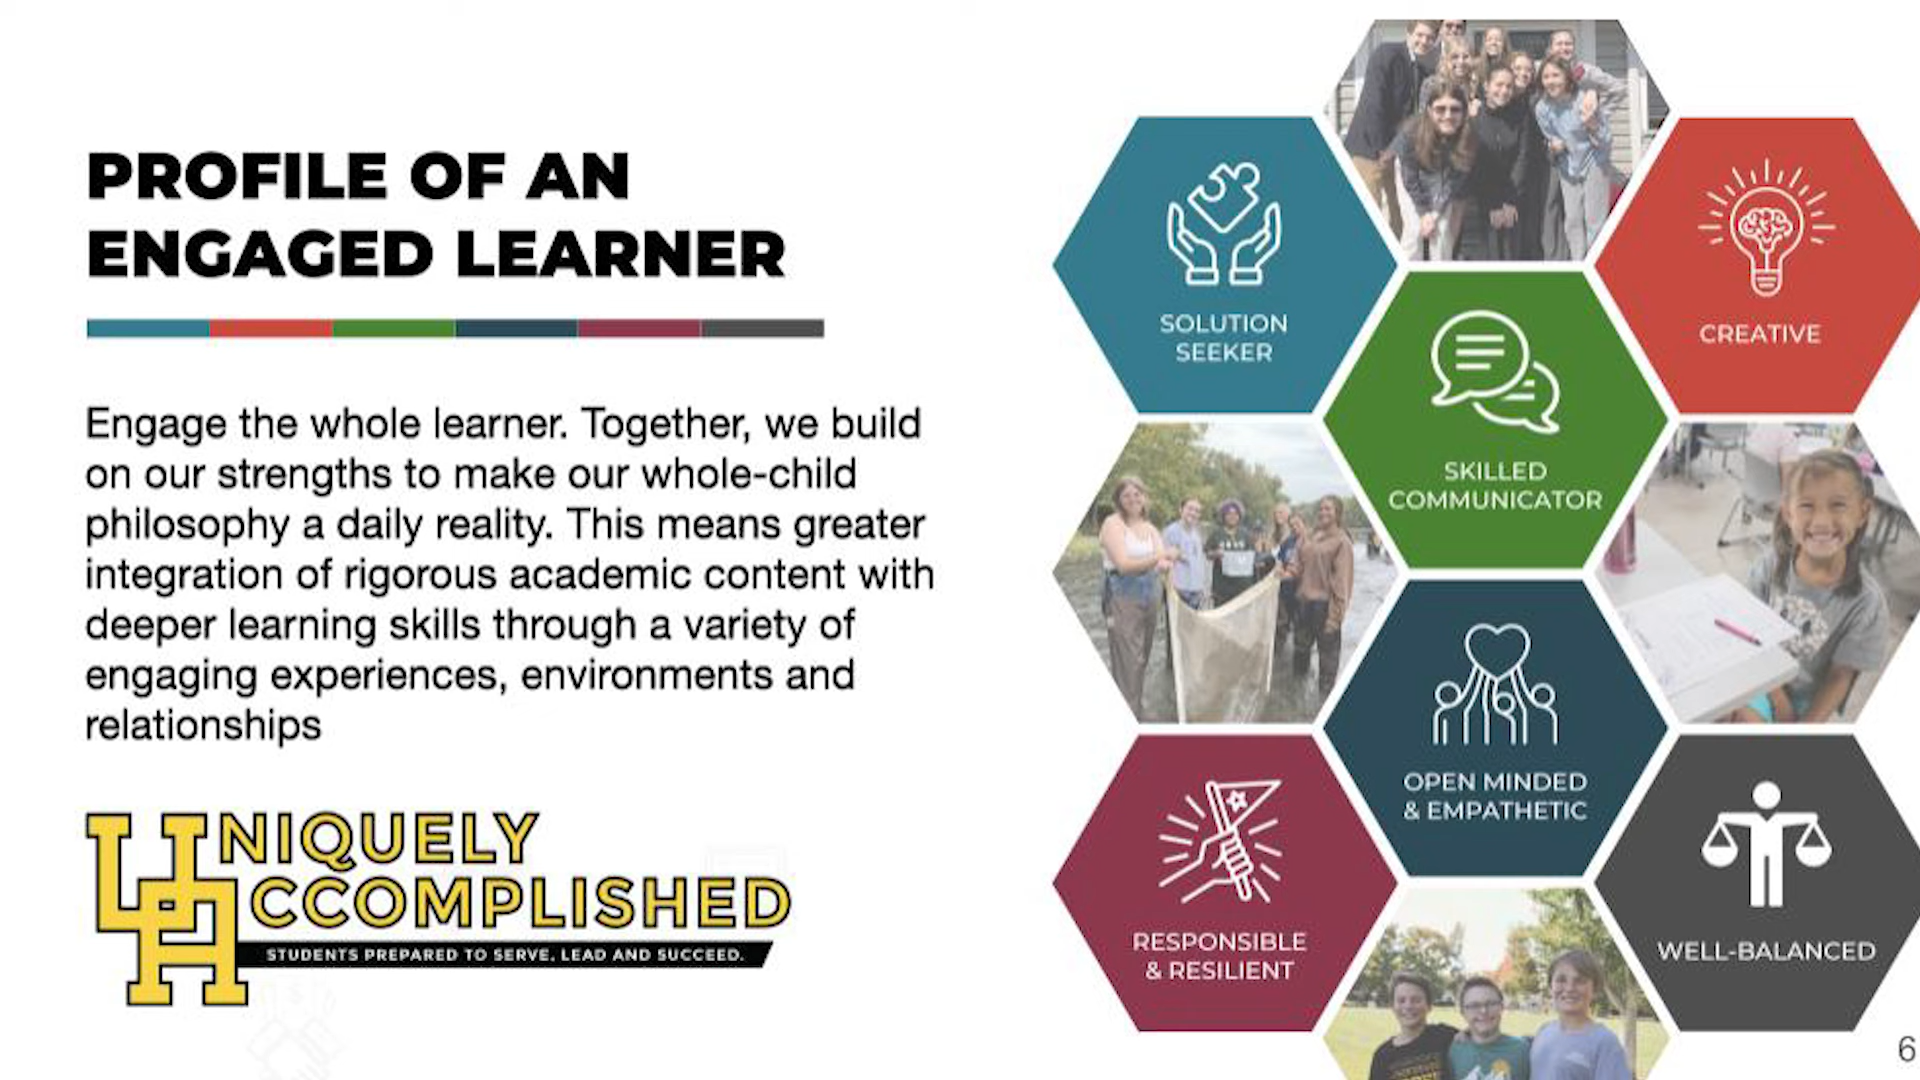 PROFILE OF AN
ENGAGED LEARNER
Engage the whole learner. Together, we build
on our strengths to make our whole-child
philosophy a daily reality. This means greater
integration of rigorous academic content with
deeper learning skills through a variety of
engaging experiences, environments and
relationships
UNIQUELY
ACCOMPLISHED
STUDENTS PREPARED TO SERVE, LEAD AND SUCCEED.
SOLUTION
SEEKER
CREATIVE
SKILLED
COMMUNICATOR
OPEN MINDED
& EMPATHETIC
RESPONSIBLE
& RESILIENT
WELL-BALANCED
6